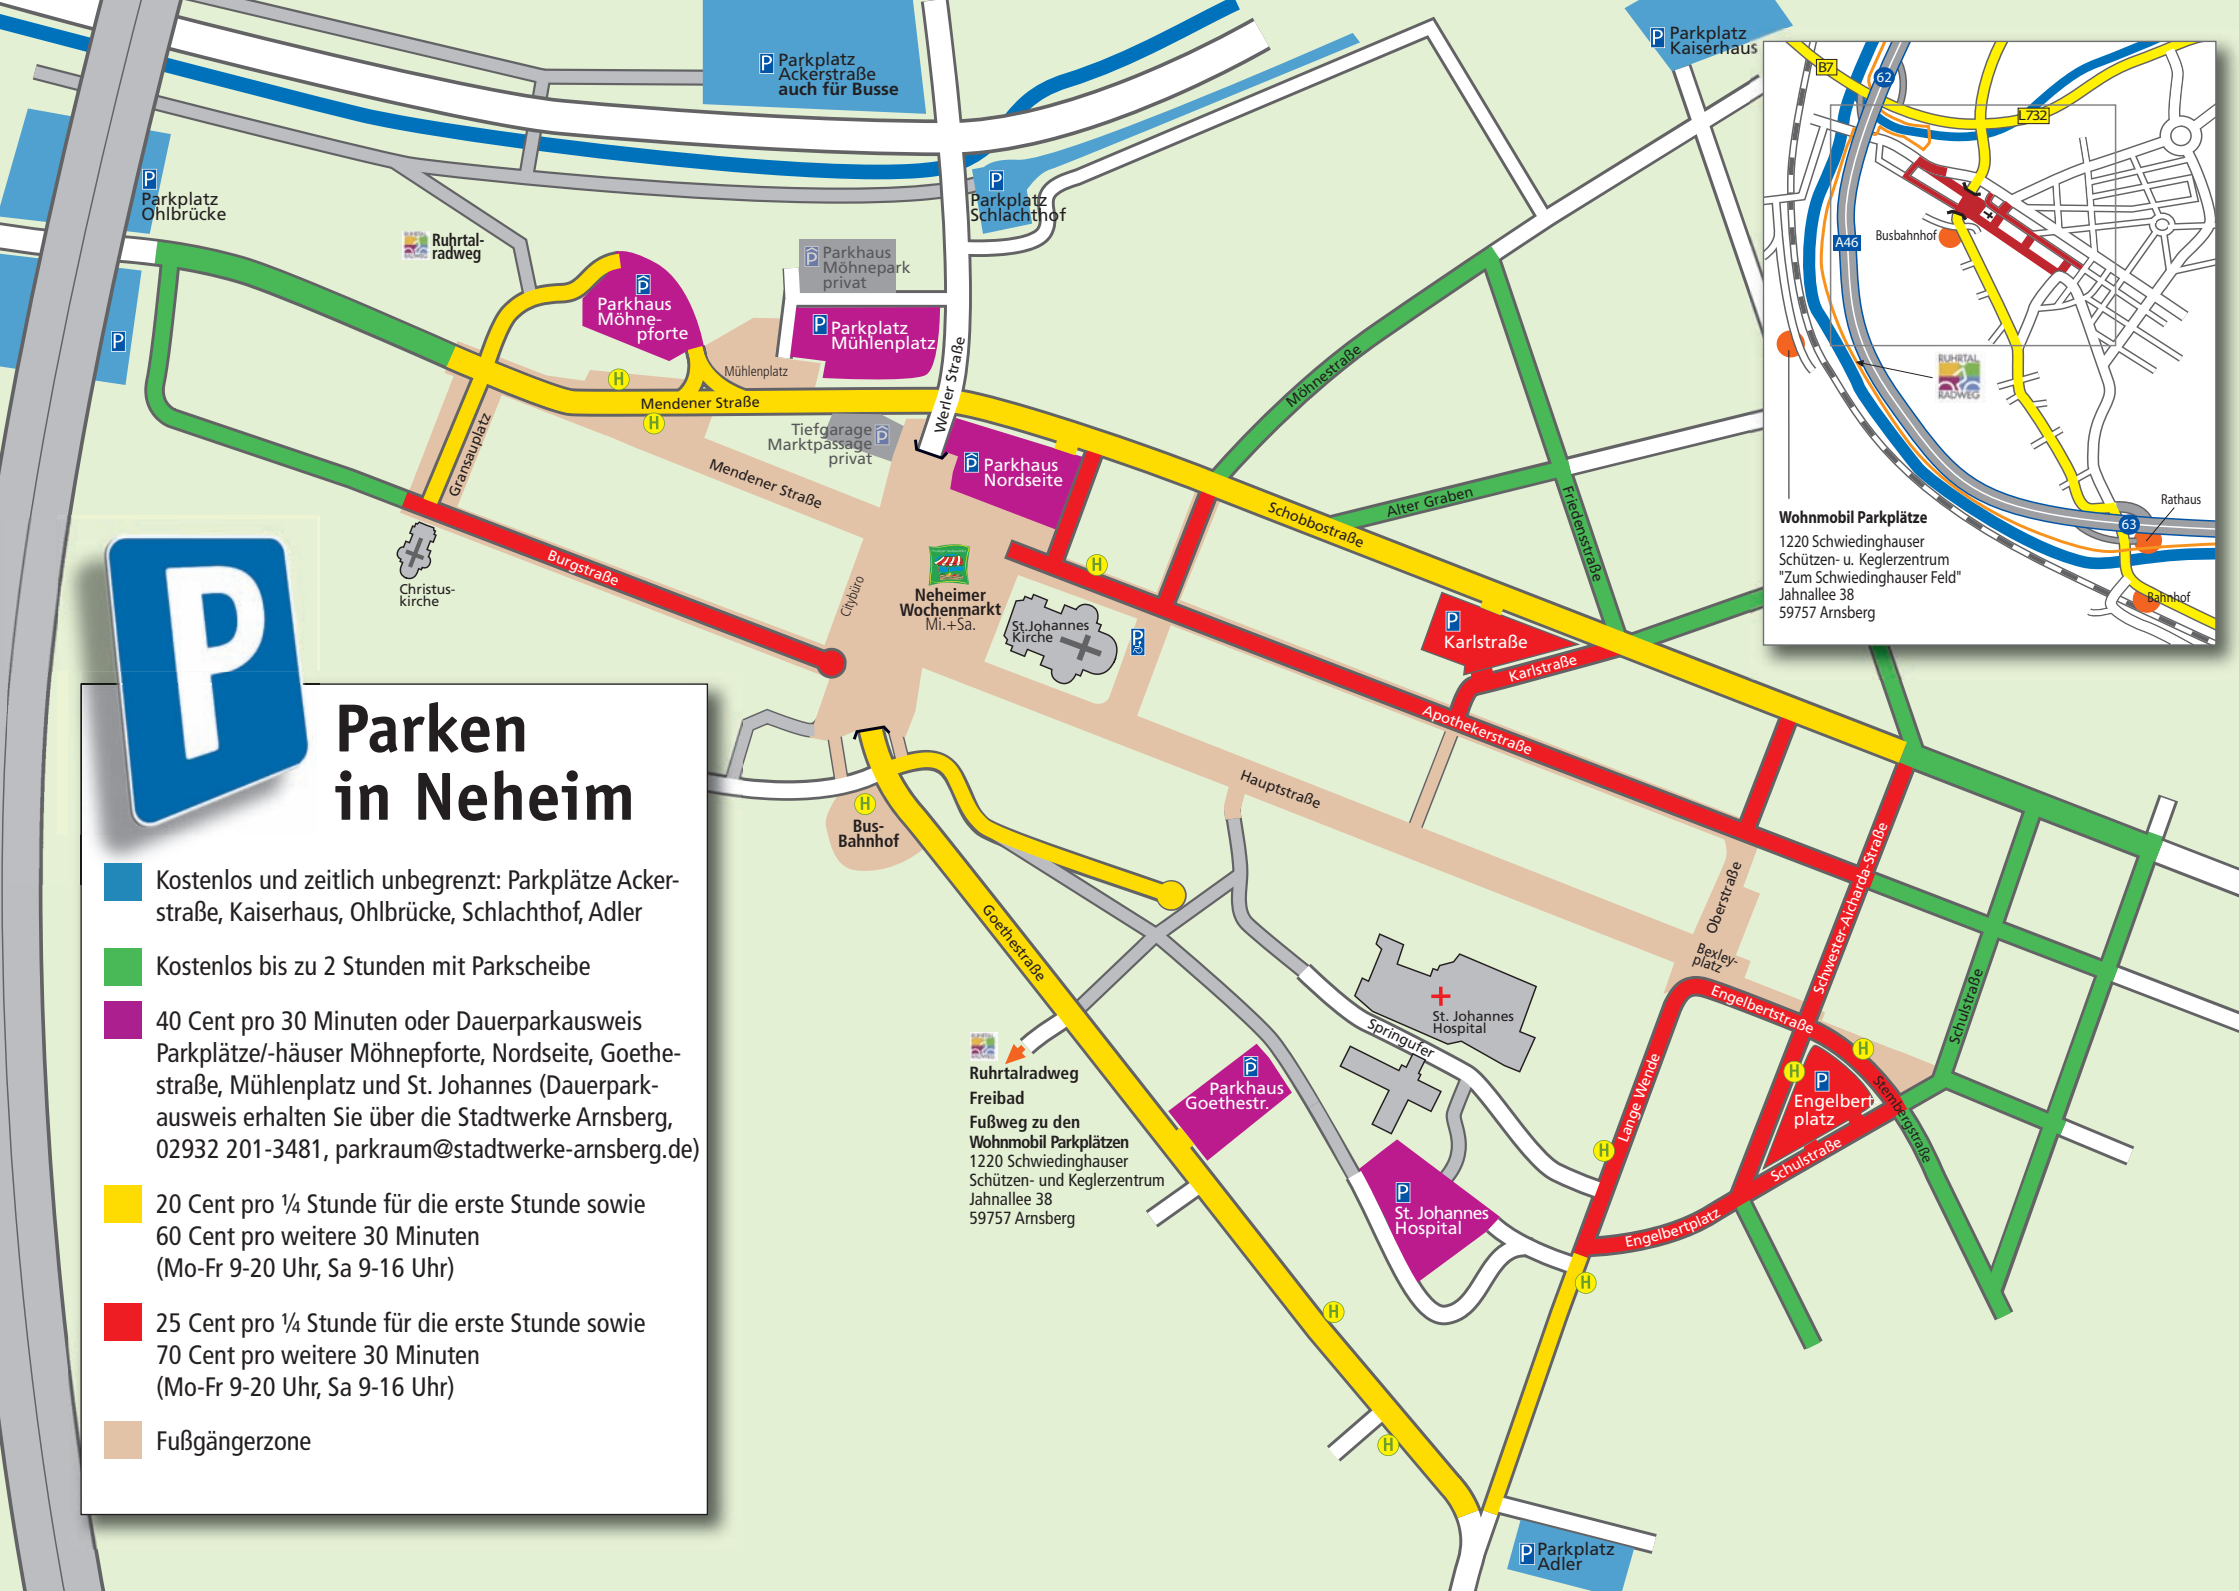 Parkplatz
Ackerstraße
auch für Busse
Parkplatz
Kaiserhaus
Parkplatz
Ohlbrücke
Parkplatz
Schlachthof
Ruhrtal-
radweg
Parkhaus
Möhnepark
privat
Parkhaus
Möhne-
pforte
Parkplatz
Mühlenplatz
Mühlenplatz
Werler Straße
Mendener Straße
Tiefgarage
Marktpassage
privat
Gransauplatz
Mendener Straße
Parkhaus
Nordseite
Möhnestraße
Alter Graben
Friedensstraße
Schobbostraße
Christus-
kirche
Burgstraße
Citybüro
Neheimer
Wochenmarkt
Mi.+Sa.
St.Johannes
Kirche
Karlstraße
Karlstraße
Apothekerstraße
Hauptstraße
Bus-
Bahnhof
Goethestraße
Oberstraße
Bexley-
platz
Schwester-Aicharda-Straße
Engelbertstraße
Schulstraße
St. Johannes
Hospital
Springufer
Lange Wende
Engelbert
platz
Stembergstraße
Schulstraße
Engelbertplatz
Parkhaus
Goethestr.
St. Johannes
Hospital
Ruhrtalradweg
Freibad
Fußweg zu den
Wohnmobil Parkplätzen
1220 Schwiedinghauser
Schützen- und Keglerzentrum
Jahnallee 38
59757 Arnsberg
Parkplatz
Adler
B7
62
L732
A46
Busbahnhof
RUHRTAL
RADWEG
63
Rathaus
Bahnhof
Wohnmobil Parkplätze
1220 Schwiedinghauser
Schützen- u. Keglerzentrum
"Zum Schwiedinghauser Feld"
Jahnallee 38
59757 Arnsberg
P
Parken
in Neheim
Kostenlos und zeitlich unbegrenzt: Parkplätze Acker-
straße, Kaiserhaus, Ohlbrücke, Schlachthof, Adler
Kostenlos bis zu 2 Stunden mit Parkscheibe
40 Cent pro 30 Minuten oder Dauerparkausweis
Parkplätze/-häuser Möhnepforte, Nordseite, Goethe-
straße, Mühlenplatz und St. Johannes (Dauerpark-
ausweis erhalten Sie über die Stadtwerke Arnsberg,
02932 201-3481, parkraum@stadtwerke-arnsberg.de)
20 Cent pro ¼ Stunde für die erste Stunde sowie
60 Cent pro weitere 30 Minuten
(Mo-Fr 9-20 Uhr, Sa 9-16 Uhr)
25 Cent pro ¼ Stunde für die erste Stunde sowie
70 Cent pro weitere 30 Minuten
(Mo-Fr 9-20 Uhr, Sa 9-16 Uhr)
Fußgängerzone